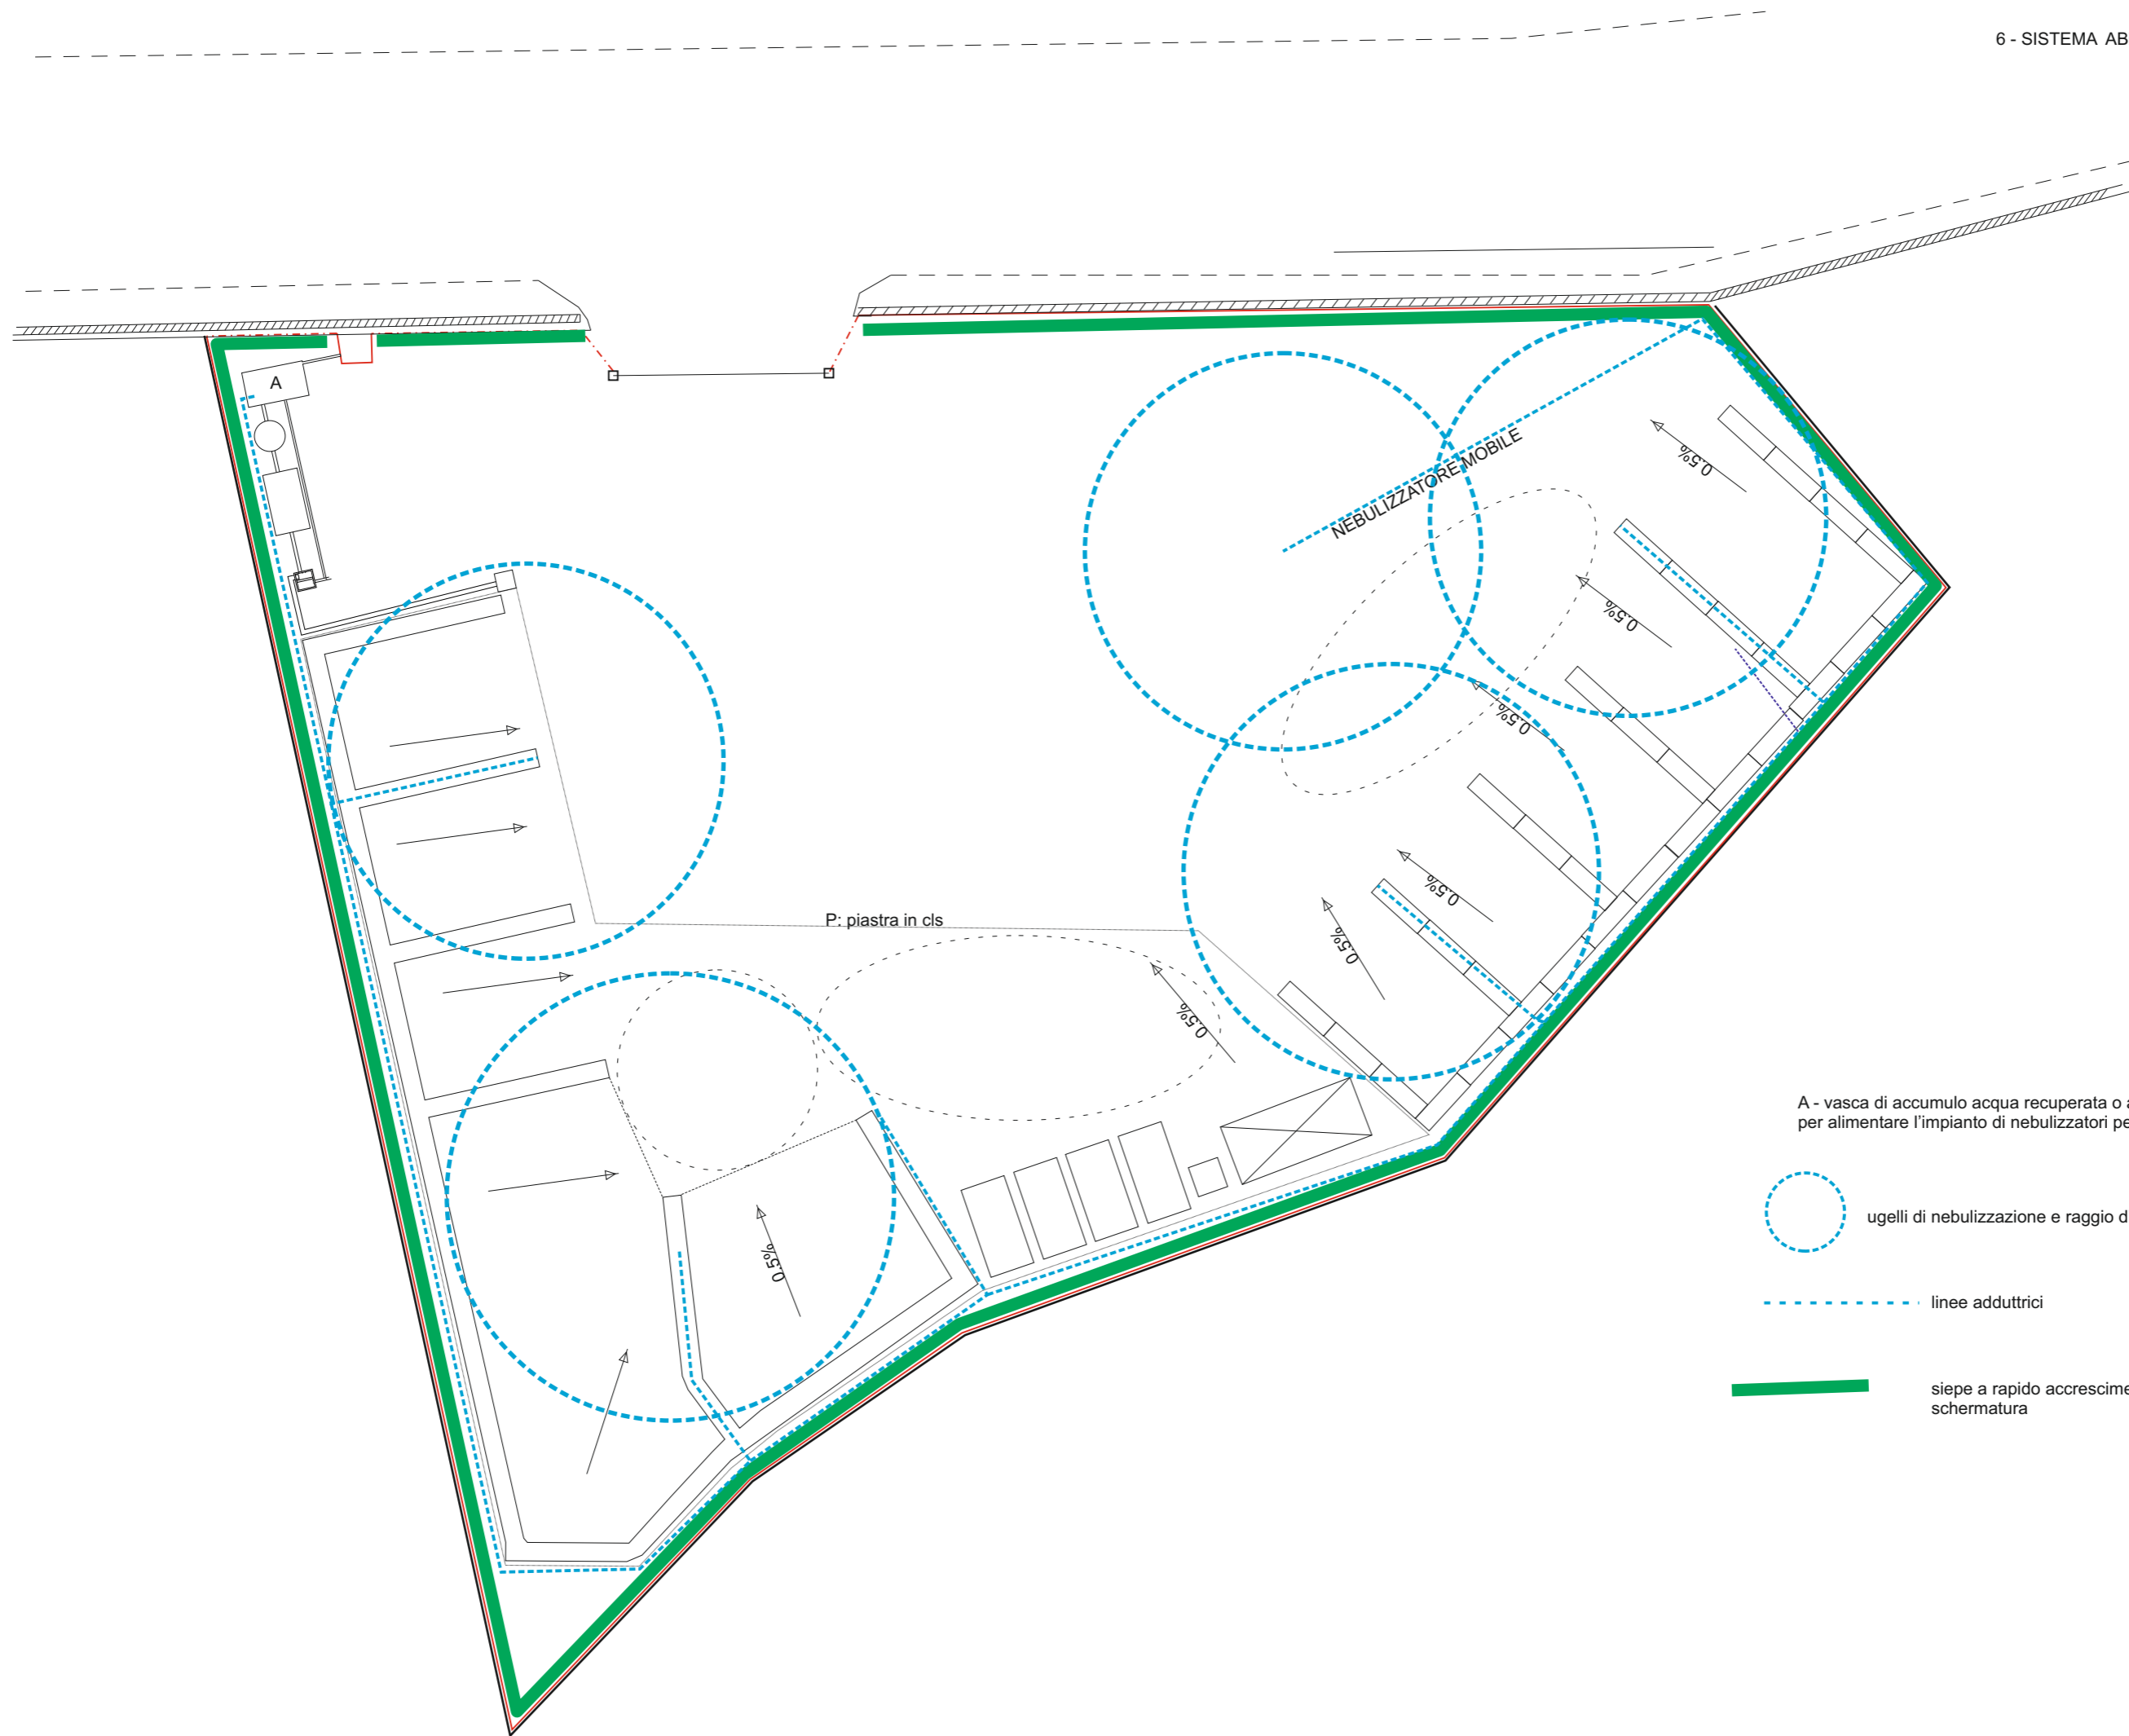 6 - SISTEMA AB
A
NEBULIZZATORE MOBILE
0.5%
0.5%
0.5%
0.5%
0.5%
0.5%
0.5%
P: piastra in cls
A - vasca di accumulo acqua recuperata o a
per alimentare l'impianto di nebulizzatori pe
ugelli di nebulizzazione e raggio d
linee adduttrici
siepe a rapido accrescime
schermatura